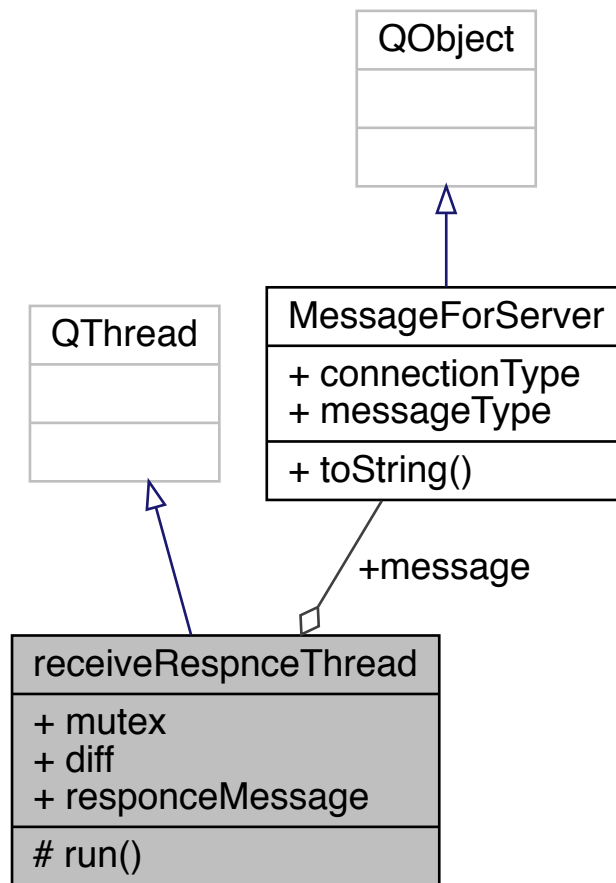 QObject
MessageForServer
+ connectionType
+ messageType
+ toString()
QThread
+message
receiveRespnceThread
+ mutex
+ diff
+ responceMessage
# run()